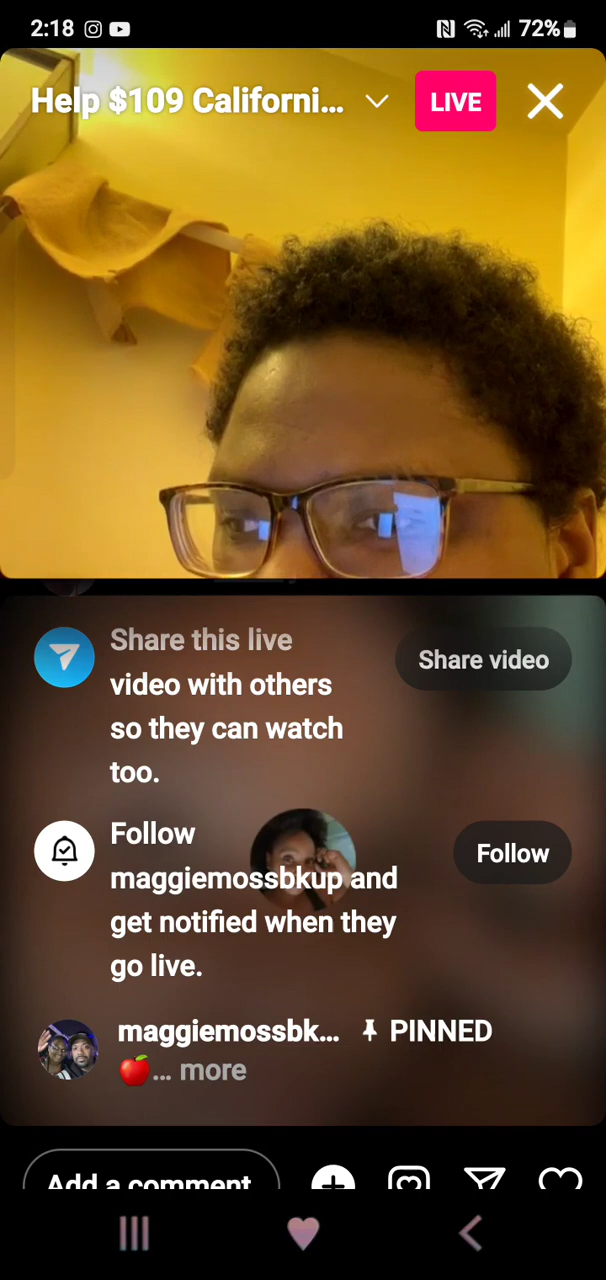 2:18 72%
Help $109 Californi... LIVE
Share this live
video with others
so they can watch
too.
Share video
Follow
maggiemossbkup and
get notified when they
go live.
Follow
maggiemossbk... PINNED
🍎... more
Add a comment